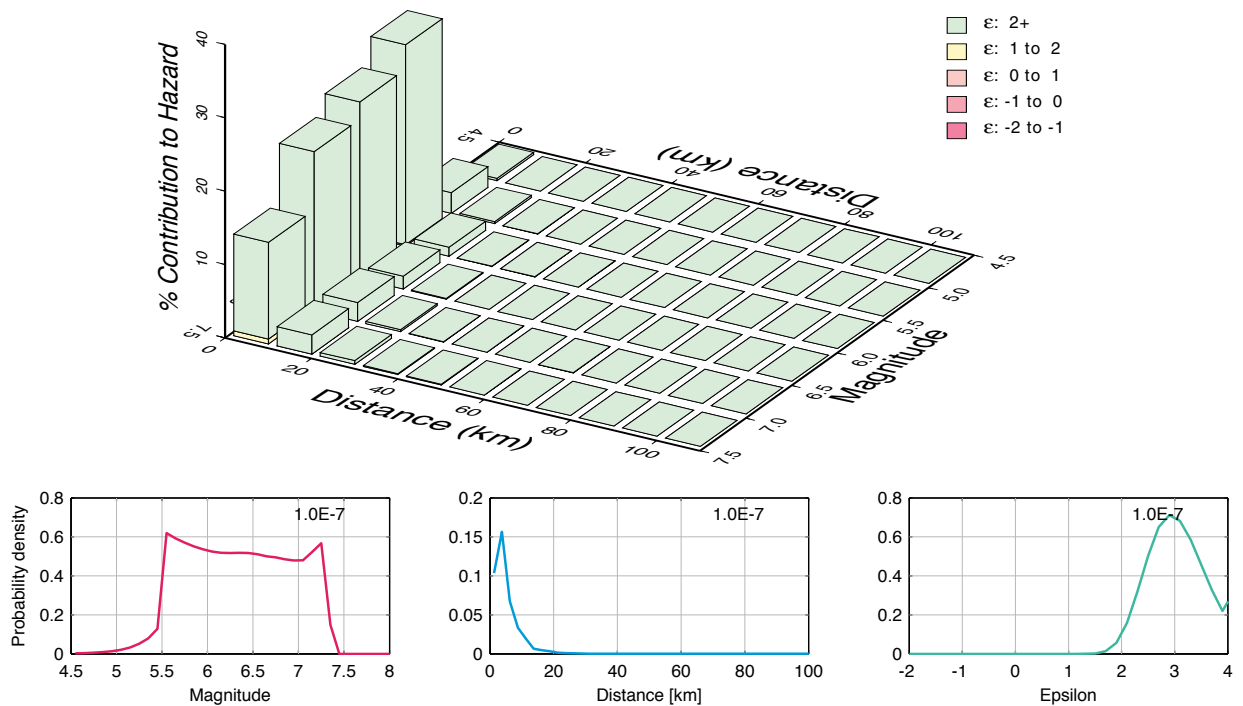 40
30
20
10
% Contribution to Hazard
ε: 2+
ε: 1 to 2
ε: 0 to 1
ε: -1 to 0
ε: -2 to -1
4.5
0
20
40
60
80
100
Distance (km)
7.5
0
20
40
60
80
100
Distance (km)
4.5
5.0
5.5
6.0
6.5
7.0
7.5
Magnitude
Probability density
0.8
0.6
0.4
0.2
0
1.0E-7
4.5 5 5.5 6 6.5 7 7.5 8
Magnitude
0.2
0.15
0.1
0.05
0
1.0E-7
0 20 40 60 80 100
Distance [km]
0.8
0.6
0.4
0.2
0
1.0E-7
-2 -1 0 1 2 3 4
Epsilon